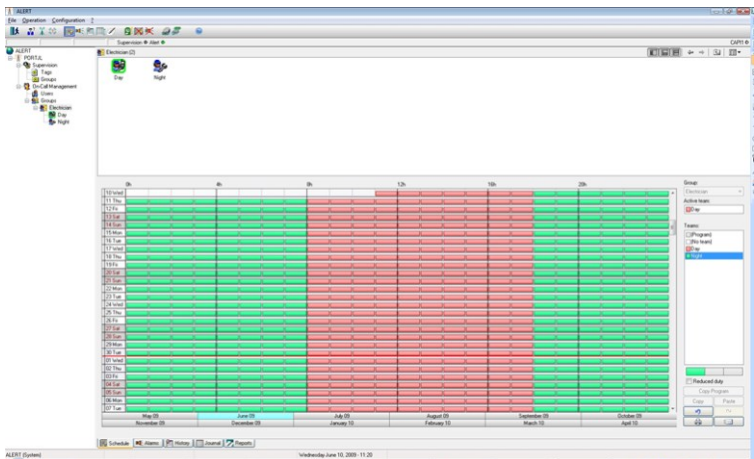 ALERT
File Operation Configuration ?
Supervision Alert
ALERT
PORTJL
Supervision
Tags
Groups
On Call Management
Users
Groups
Electrician
Day
Night
Electrician (2)
Day
Night
0h 4h 8h 12h 16h 20h
10 Wed
11 Thu
12 Fri
13 Sat
14 Sun
15 Mon
16 Tue
17 Wed
18 Thu
19 Fri
20 Sat
21 Sun
22 Mon
23 Tue
24 Wed
25 Thu
26 Fri
27 Sat
28 Sun
29 Mon
30 Tue
01 Wed
02 Thu
03 Fri
04 Sat
05 Sun
06 Mon
07 Tue
May 09 June 09 July 09 August 09 September 09 October 09
November 09 December 09 January 10 February 10 March 10 April 10
Group:
Electrician
Active team:
Day
Teams:
(Program)
(No team)
Day
Night
Reduced duty
Copy Program
Copy Paste
Schedule Alarms History Journal Reports
ALERT (System) Wednesday June 10, 2009 - 11:20